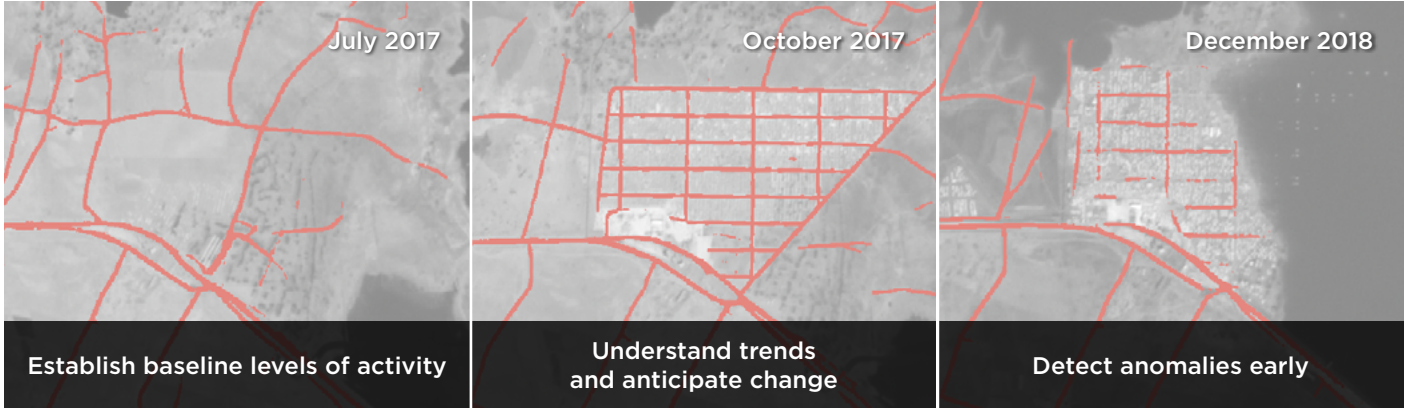 July 2017
October 2017
December 2018
Establish baseline levels of activity
Understand trends
and anticipate change
Detect anomalies early